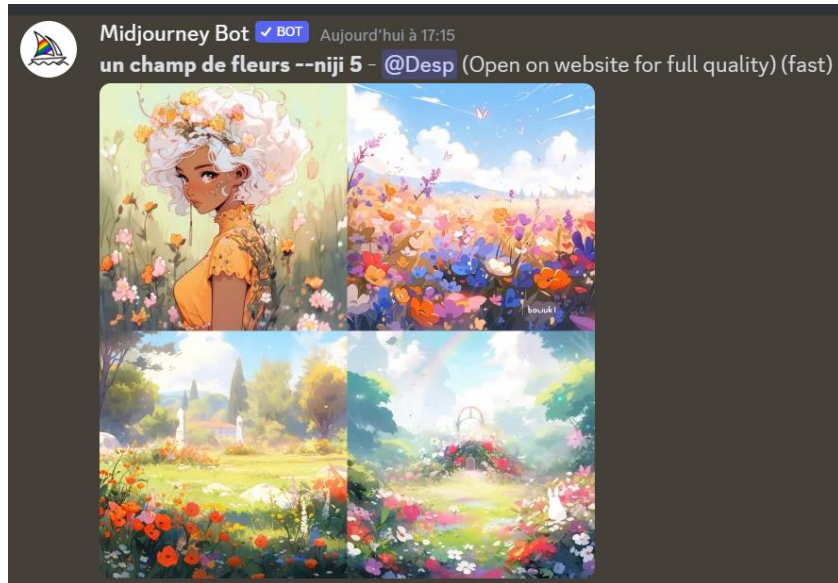 Midjourney Bot ✓ BOT Aujourd'hui à 17:15
un champ de fleurs --niji 5 - @Desp (Open on website for full quality) (fast)
bouuki